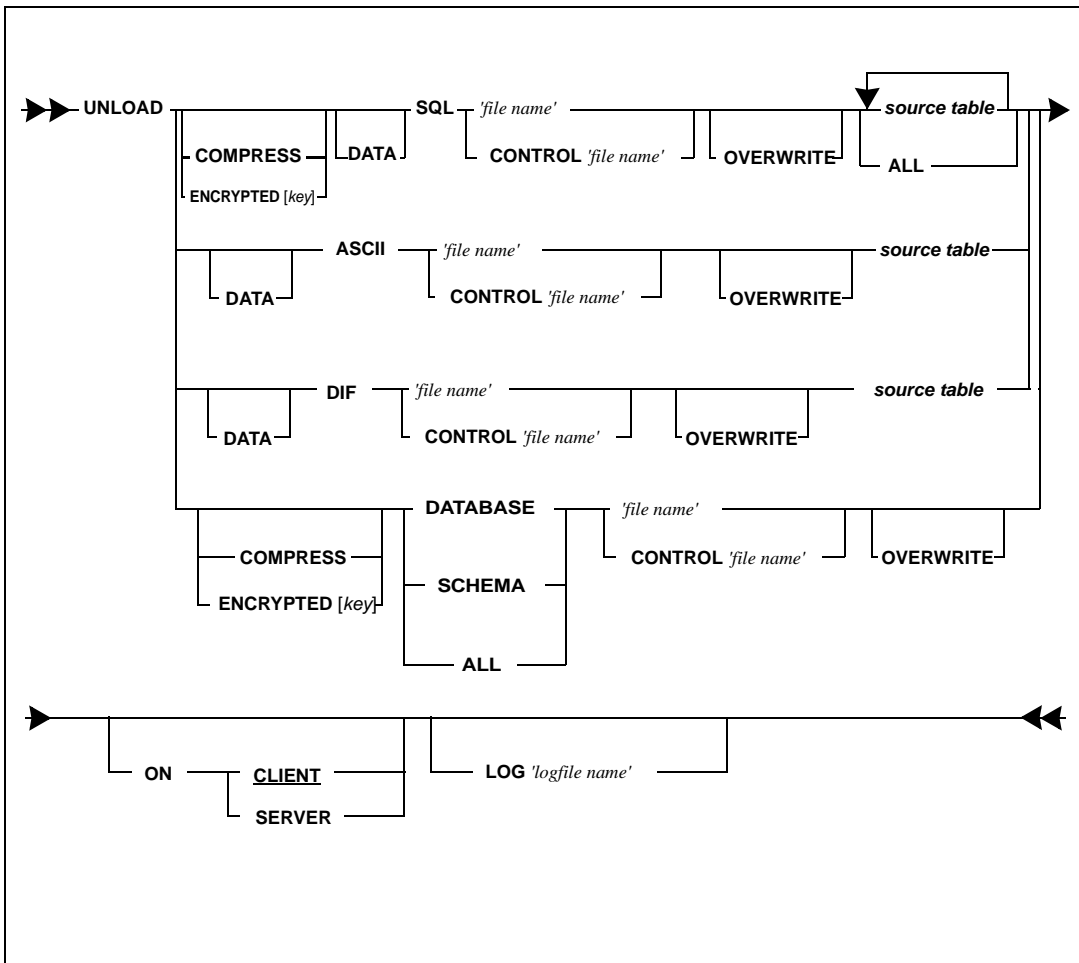 UNLOAD SQL 'file name' source table
COMPRESS DATA CONTROL 'file name' OVERWRITE ALL
ENCRYPTED [key]
ASCII 'file name' source table
DATA CONTROL 'file name' OVERWRITE
DIF 'file name' source table
DATA CONTROL 'file name' OVERWRITE
DATABASE 'file name'
COMPRESS CONTROL 'file name' OVERWRITE
SCHEMA
ENCRYPTED [key]
ALL
ON CLIENT LOG 'logfile name'
SERVER